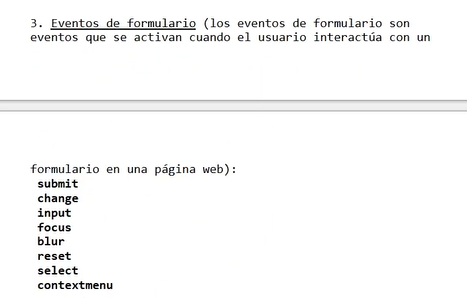 3. Eventos de formulario (los eventos de formulario son
eventos que se activan cuando el usuario interactúa con un
formulario en una página web):
submit
change
input
focus
blur
reset
select
contextmenu